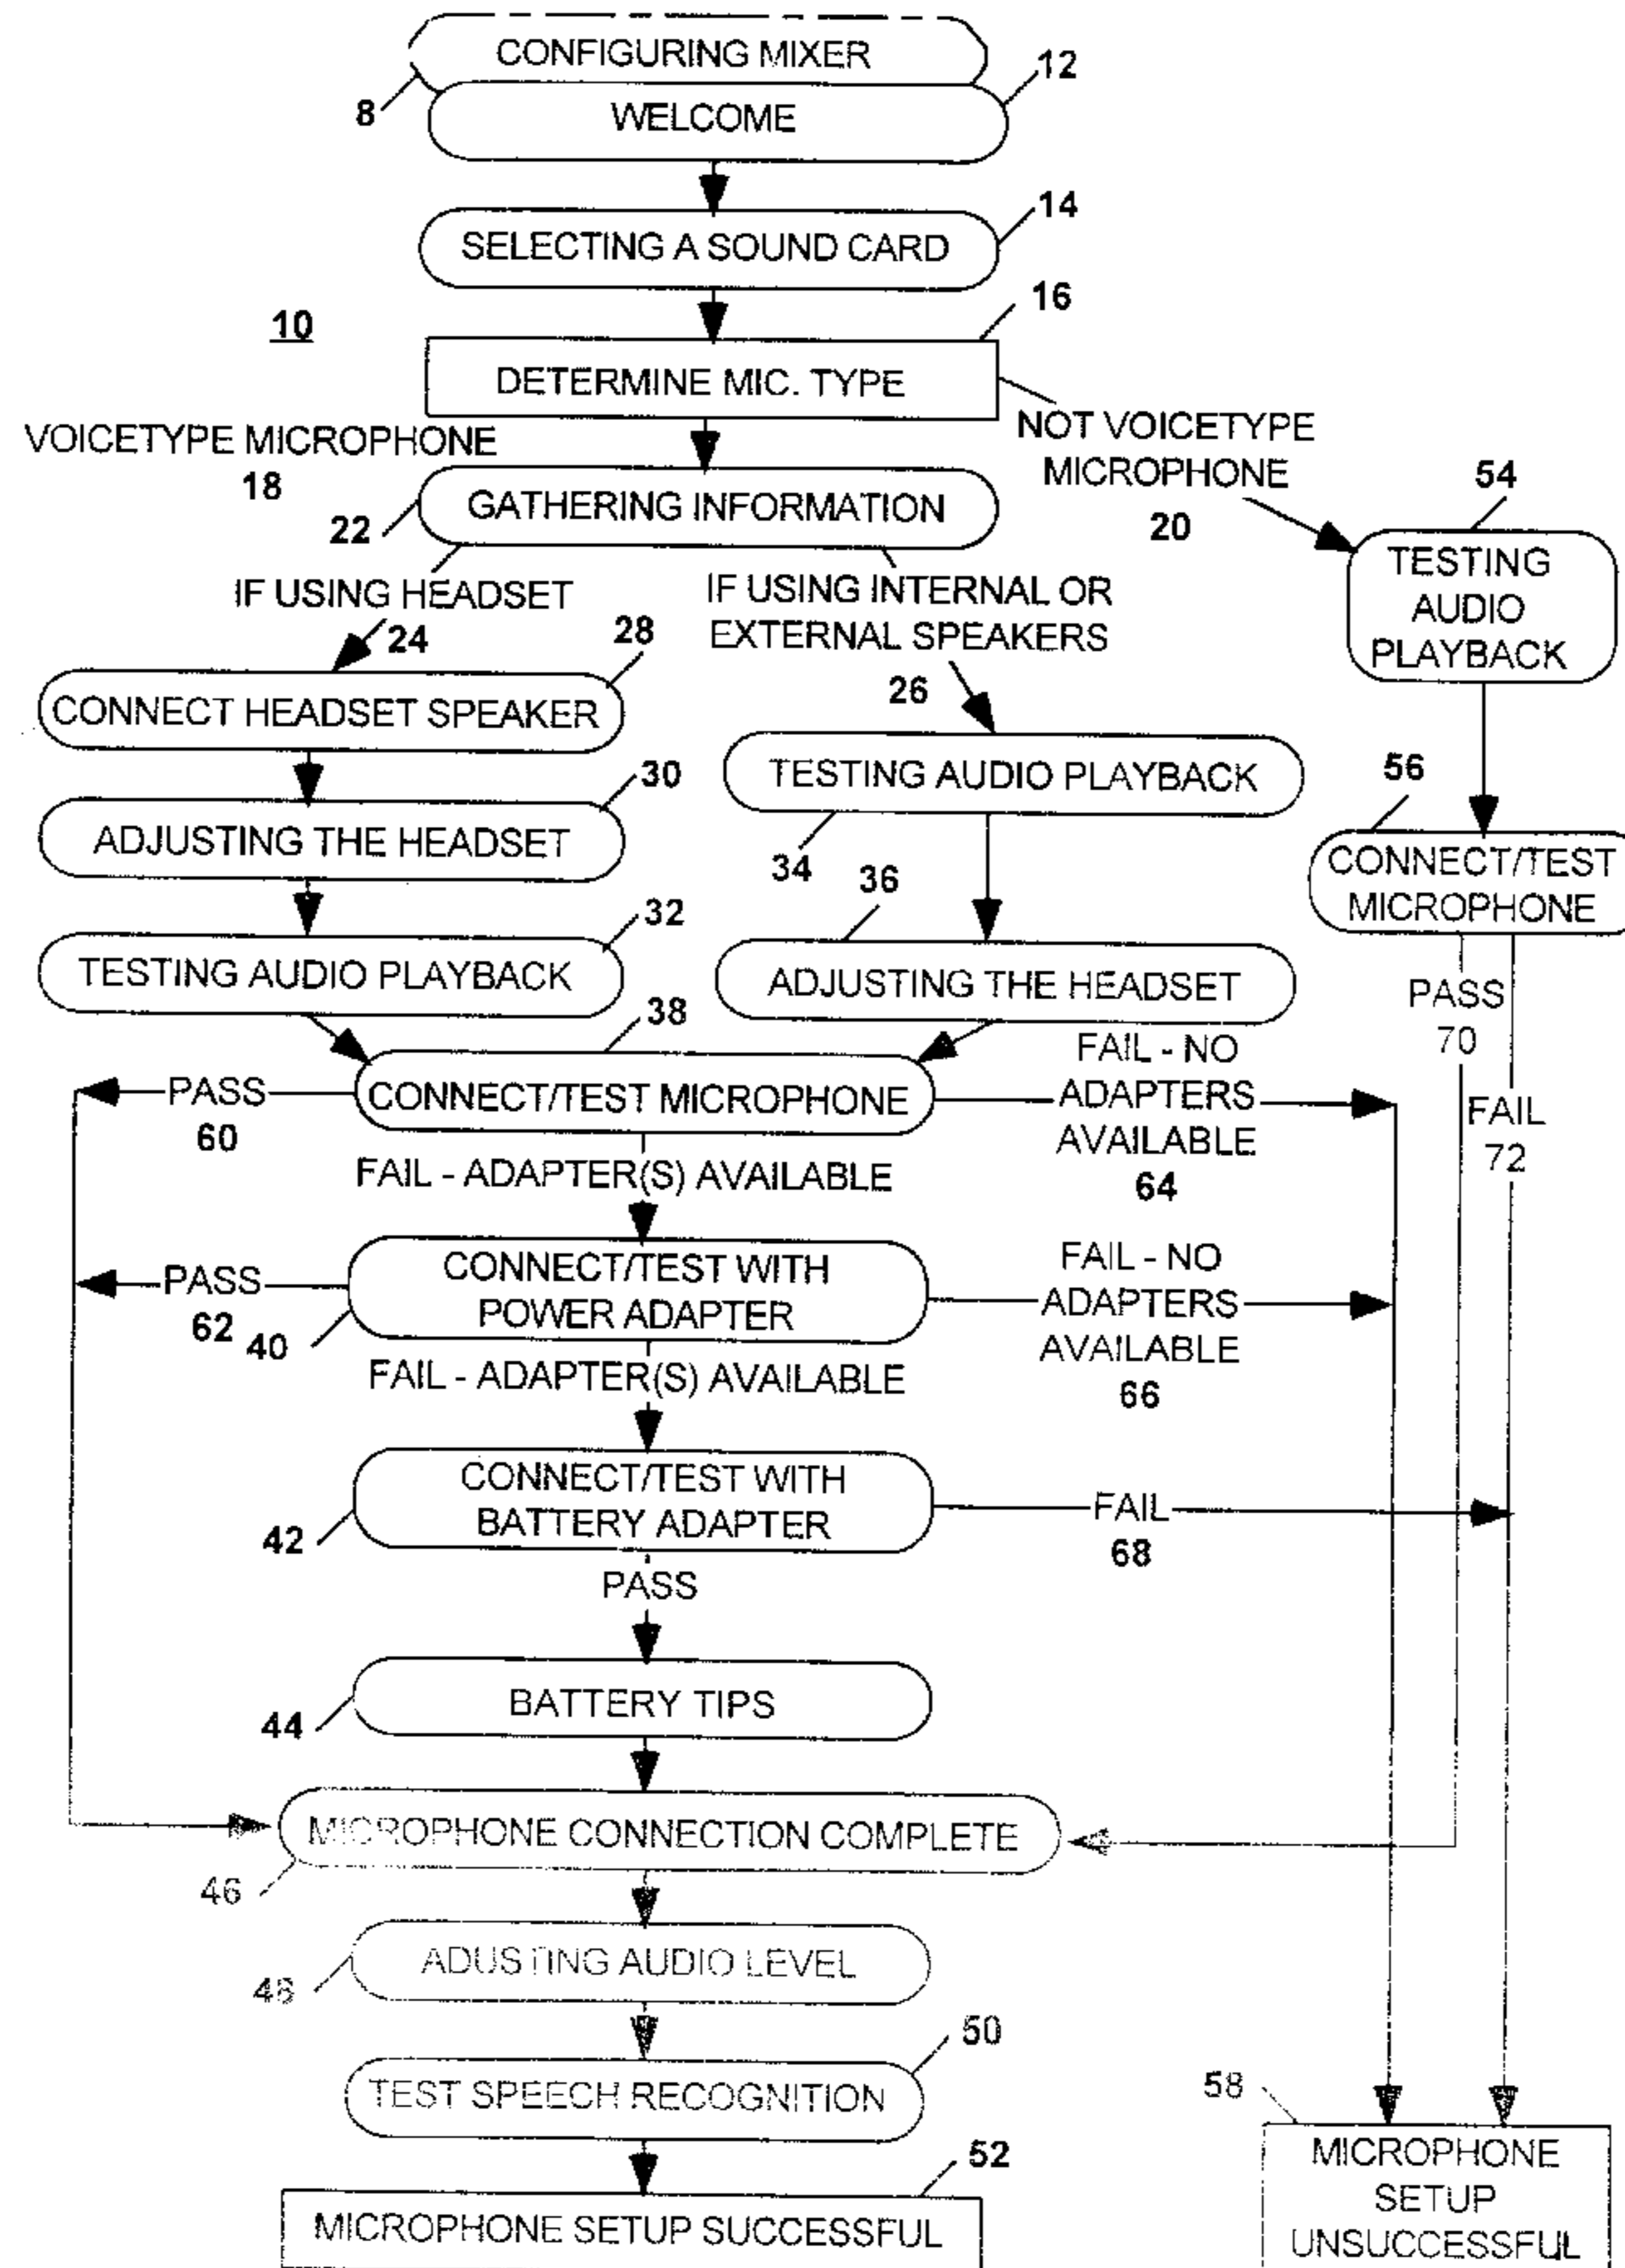 CONFIGURING MIXER
8
12
WELCOME
14
SELECTING A SOUND CARD
16
10
DETERMINE MIC. TYPE
VOICETYPE MICROPHONE
18
NOT VOICETYPE
MICROPHONE
20
22
GATHERING INFORMATION
54
TESTING
AUDIO
PLAYBACK
IF USING HEADSET
24
IF USING INTERNAL OR
EXTERNAL SPEAKERS
26
28
CONNECT HEADSET SPEAKER
30
ADJUSTING THE HEADSET
32
TESTING AUDIO PLAYBACK
TESTING AUDIO PLAYBACK
34
36
ADJUSTING THE HEADSET
56
CONNECT/TEST
MICROPHONE
PASS
70
FAIL
72
38
CONNECT/TEST MICROPHONE
PASS
60
FAIL - NO
ADAPTERS
AVAILABLE
64
FAIL - ADAPTER(S) AVAILABLE
CONNECT/TEST WITH
POWER ADAPTER
PASS
62
40
FAIL - NO
ADAPTERS
AVAILABLE
66
FAIL - ADAPTER(S) AVAILABLE
CONNECT/TEST WITH
BATTERY ADAPTER
42
FAIL
68
PASS
BATTERY TIPS
44
MICROPHONE CONNECTION COMPLETE
46
ADUSTING AUDIO LEVEL
48
50
TEST SPEECH RECOGNITION
52
MICROPHONE SETUP SUCCESSFUL
58
MICROPHONE
SETUP
UNSUCCESSFUL